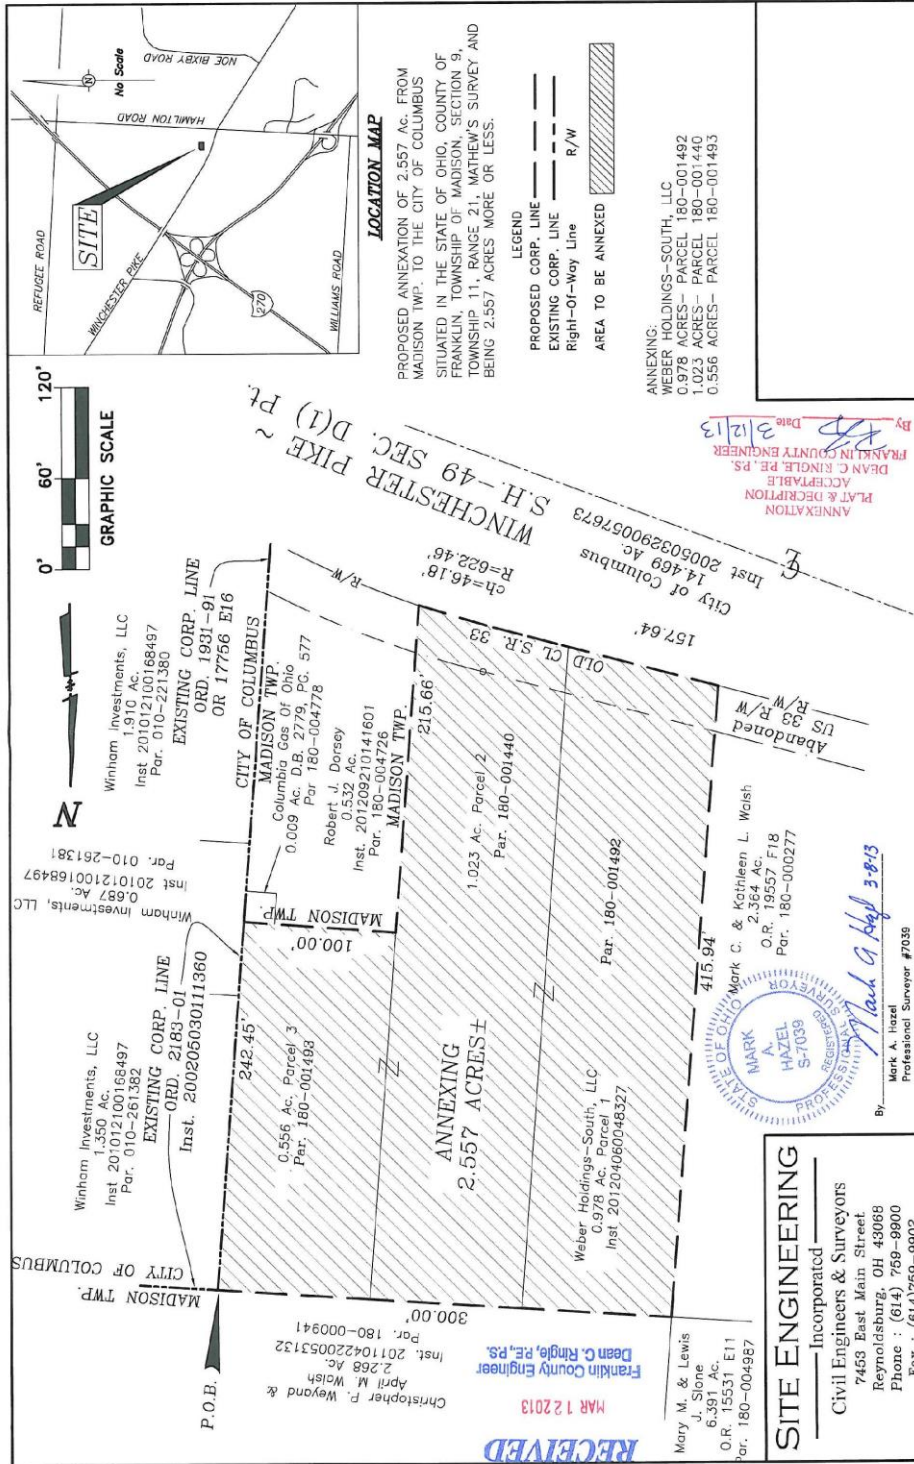 REFUGEE ROAD
SITE
WINCHESTER PIKE
HAMILTON ROAD
NOE BIXBY ROAD
N
No Scale
270
WILLIAMS ROAD
LOCATION MAP
PROPOSED ANNEXATION OF 2.557 Ac. FROM
MADISON TWP. TO THE CITY OF COLUMBUS
SITUATED IN THE STATE OF OHIO, COUNTY OF
FRANKLIN, TOWNSHIP OF MADISON, SECTION 9,
TOWNSHIP 11, RANGE 21, MATHEW'S SURVEY AND
BEING 2.557 ACRES MORE OR LESS.
LEGEND
PROPOSED CORP. LINE
EXISTING CORP. LINE
Right-Of-Way Line R/W
AREA TO BE ANNEXED
ANNEXING:
WEBER HOLDINGS-SOUTH, LLC
0.978 ACRES- PARCEL 180-001492
1.023 ACRES- PARCEL 180-001440
0.556 ACRES- PARCEL 180-001493
0' 60' 120'
GRAPHIC SCALE
N
Winham Investments, LLC
1.350 Ac.
Inst 201012100168497
Par. 010-261382
EXISTING CORP. LINE
ORD. 2183-01
Inst. 200205030111360
Winham Investments, LLC
0.687 Ac.
Inst 201012100168497
Par. 010-261381
Winham Investments, LLC
1.910 Ac.
Inst 201012100168497
Par. 010-221380
EXISTING CORP. LINE
ORD. 1931-91
OR 17756 E16
CITY OF COLUMBUS
MADISON TWP.
CITY OF COLUMBUS
MADISON TWP.
Columbia Gas Of Ohio
0.009 Ac. D.B. 2779, PG. 577
Par 180-004778
Robert J. Dorsey
0.532 Ac.
Inst. 201209210141601
Par. 180-004726
MADISON TWP.
MADISON TWP.
P.O.B.
242.45'
100.00'
215.66'
0.556 Ac. Parcel 3
Par. 180-001493
1.023 Ac. Parcel 2
Par. 180-001440
ANNEXING
2.557 ACRES±
Par. 180-001492
Weber Holdings-South, LLC
0.978 Ac. Parcel 1
Inst 201204060048327
300.00'
415.94'
WINCHESTER PIKE ~
S.H.-49 SEC. D(1) Pt.
R/W
ch=46.18'
R=622.46'
OLD CL S.R. 33
157.64'
City of Columbus
14.469 Ac.
Inst 200503290057673
CL
Abandoned
US 33 R/W
R/W
Christopher P. Weyand &
April M. Walsh
2.268 Ac.
Inst. 201104220053132
Par. 180-000941
Mary M. & Lewis
J. Slone
6.391 Ac.
O.R. 15531 E11
Par. 180-004987
Mark C. & Kathleen L. Walsh
2.364 Ac.
O.R. 19557 F18
Par. 180-000277
RECEIVED
MAR 12 2013
Franklin County Engineer
Dean C. Ringle, P.E., P.S.
ANNEXATION
PLAT & DECRIPTION
ACCEPTABLE
DEAN C. RINGLE, P.E., P.S.
FRANKLIN COUNTY ENGINEER
By Date 3/12/13
STATE OF OHIO
MARK
A.
HAZEL
S-7039
REGISTERED
PROFESSIONAL SURVEYOR
By Mark A Hazel 3-8-13
Mark A. Hazel
Professional Surveyor #7039
SITE ENGINEERING
Incorporated
Civil Engineers & Surveyors
7453 East Main Street
Reynoldsburg, OH 43068
Phone : (614) 759-9900
Fax : (614)759-9902